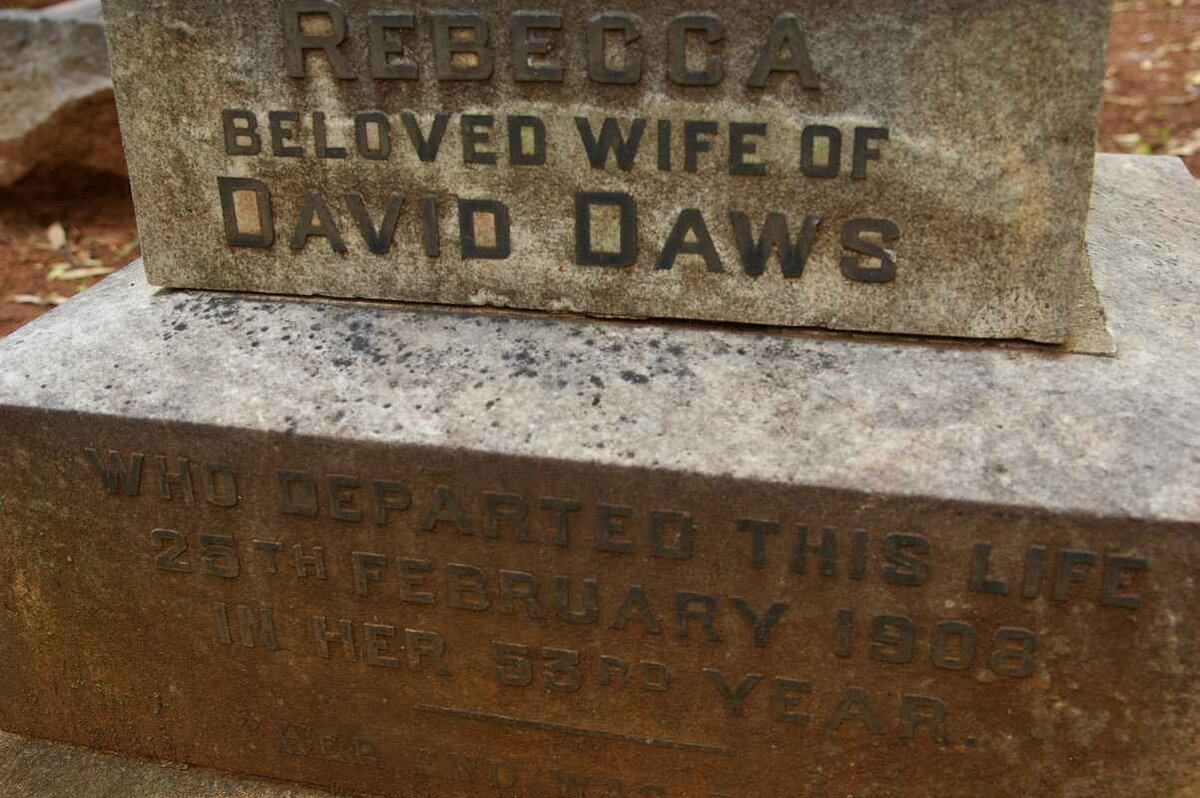 REBECCA
BELOVED WIFE OF
DAVID DAWS
WHO DEPARTED THIS LIFE
25TH FEBRUARY 1908
IN HER 53RD YEAR.